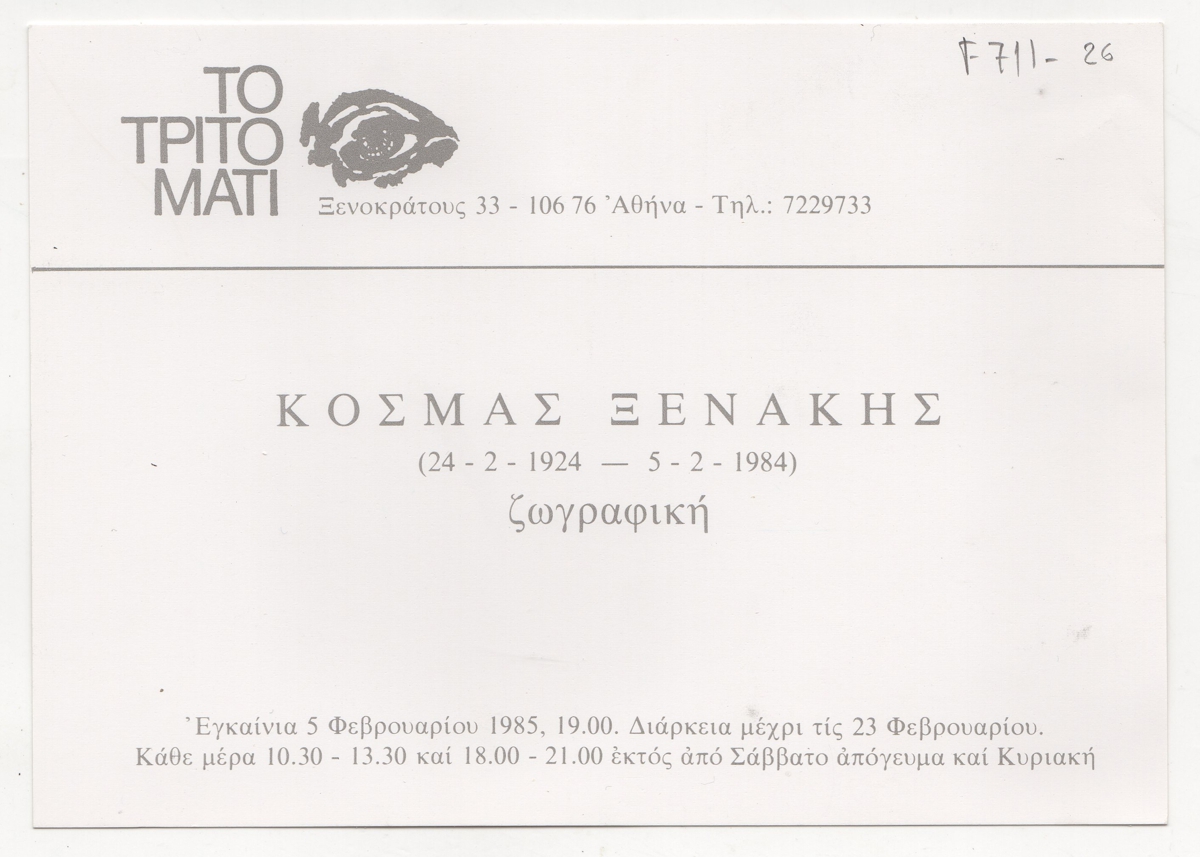 F711- 26
ΤΟ
ΤΡΙΤΟ
ΜΑΤΙ
Ξενοκράτους 33 - 106 76 Ἀθήνα - Τηλ.: 7229733
ΚΟΣΜΑΣ ΞΕΝΑΚΗΣ
(24 - 2 - 1924 — 5 - 2 - 1984)
ζωγραφική
Ἐγκαίνια 5 Φεβρουαρίου 1985, 19.00. Διάρκεια μέχρι τίς 23 Φεβρουαρίου.
Κάθε μέρα 10.30 - 13.30 καί 18.00 - 21.00 ἐκτός ἀπό Σάββατο ἀπόγευμα καί Κυριακή